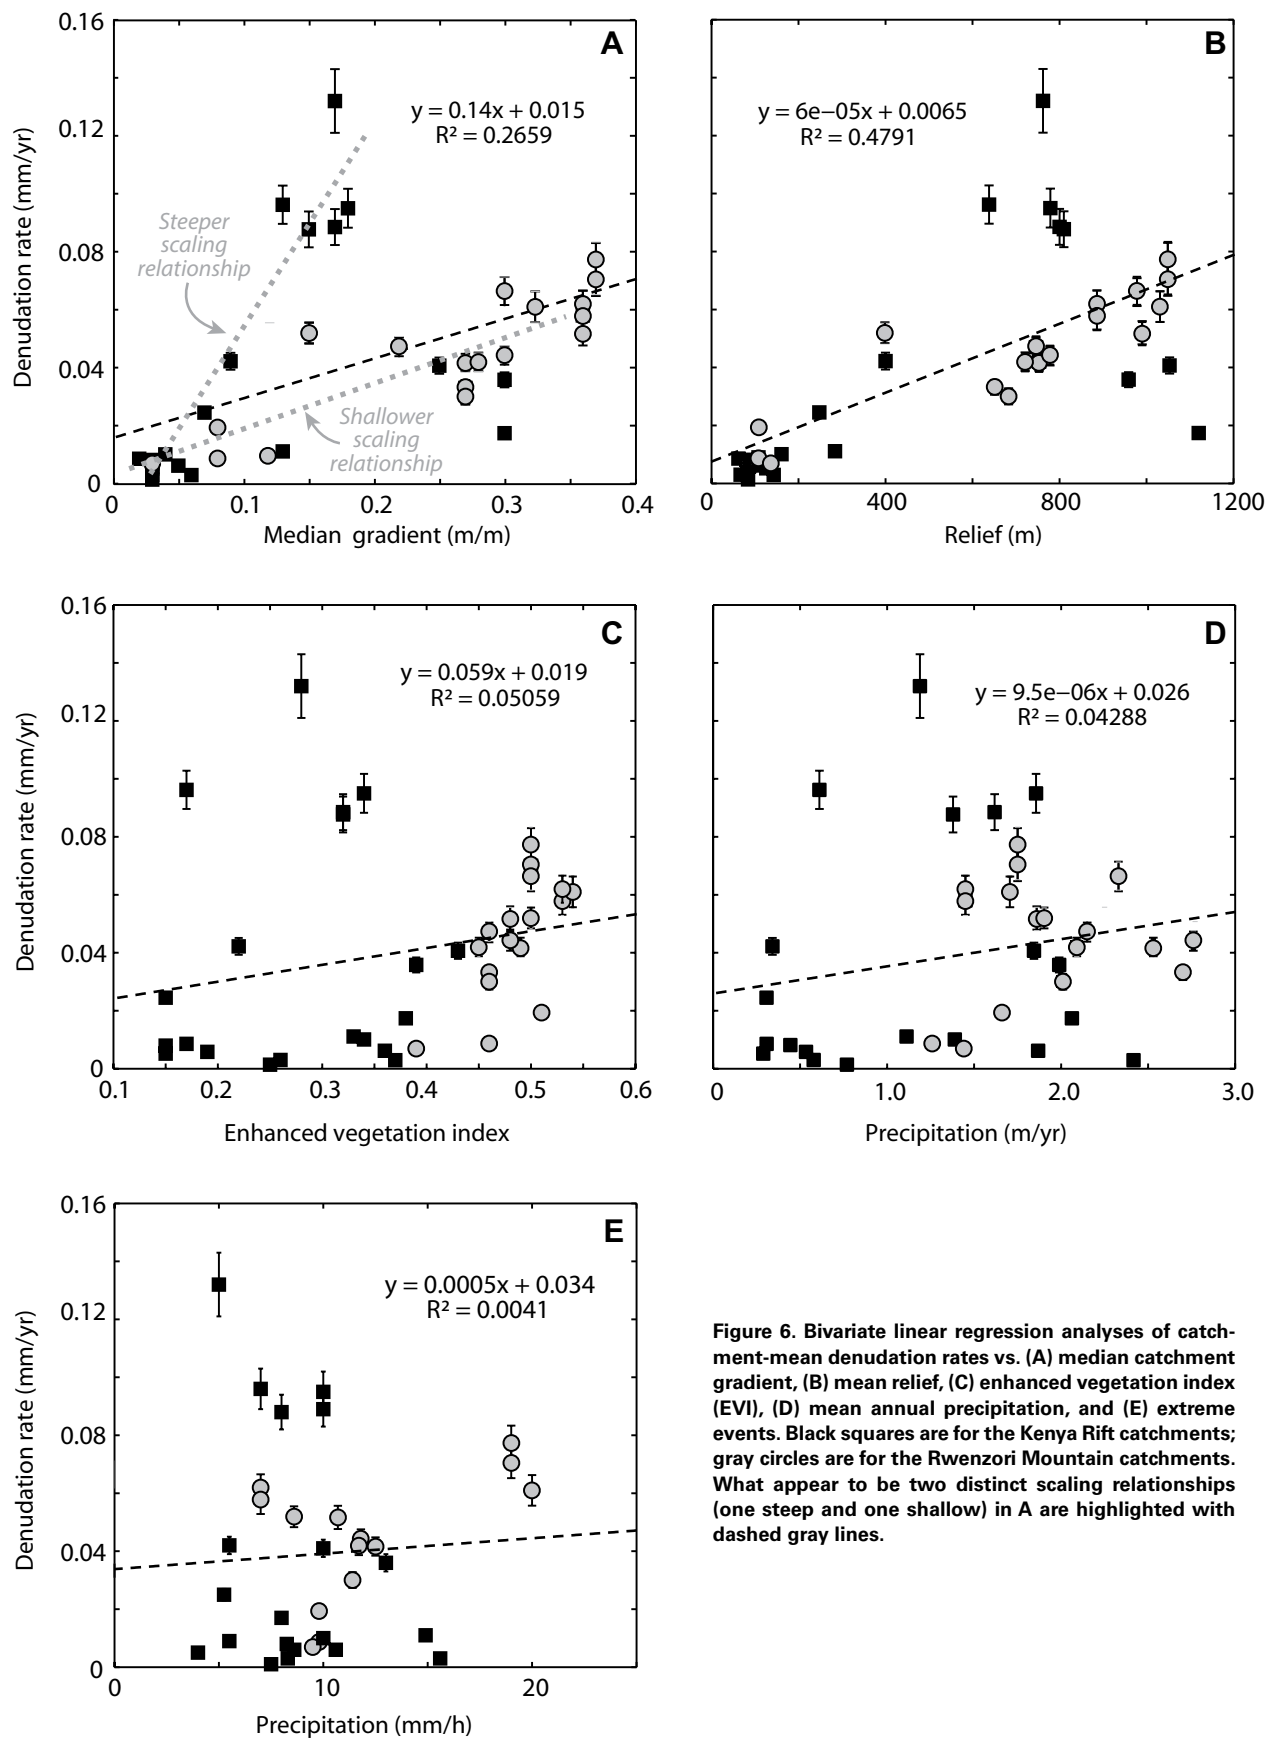 A
0.16
0.12
0.08
0.04
0
Denudation rate (mm/yr)
y = 0.14x + 0.015
R² = 0.2659
Steeper
scaling
relationship
Shallower
scaling
relationship
0
0.1
0.2
0.3
0.4
Median gradient (m/m)
B
y = 6e−05x + 0.0065
R² = 0.4791
0
400
800
1200
Relief (m)
C
0.16
0.12
0.08
0.04
0
Denudation rate (mm/yr)
y = 0.059x + 0.019
R² = 0.05059
0.1
0.2
0.3
0.4
0.5
0.6
Enhanced vegetation index
D
y = 9.5e−06x + 0.026
R² = 0.04288
0
1.0
2.0
3.0
Precipitation (m/yr)
E
0.16
0.12
0.08
0.04
0
Denudation rate (mm/yr)
y = 0.0005x + 0.034
R² = 0.0041
0
10
20
Precipitation (mm/h)
Figure 6. Bivariate linear regression analyses of catch-
ment-mean denudation rates vs. (A) median catchment
gradient, (B) mean relief, (C) enhanced vegetation index
(EVI), (D) mean annual precipitation, and (E) extreme
events. Black squares are for the Kenya Rift catchments;
gray circles are for the Rwenzori Mountain catchments.
What appear to be two distinct scaling relationships
(one steep and one shallow) in A are highlighted with
dashed gray lines.